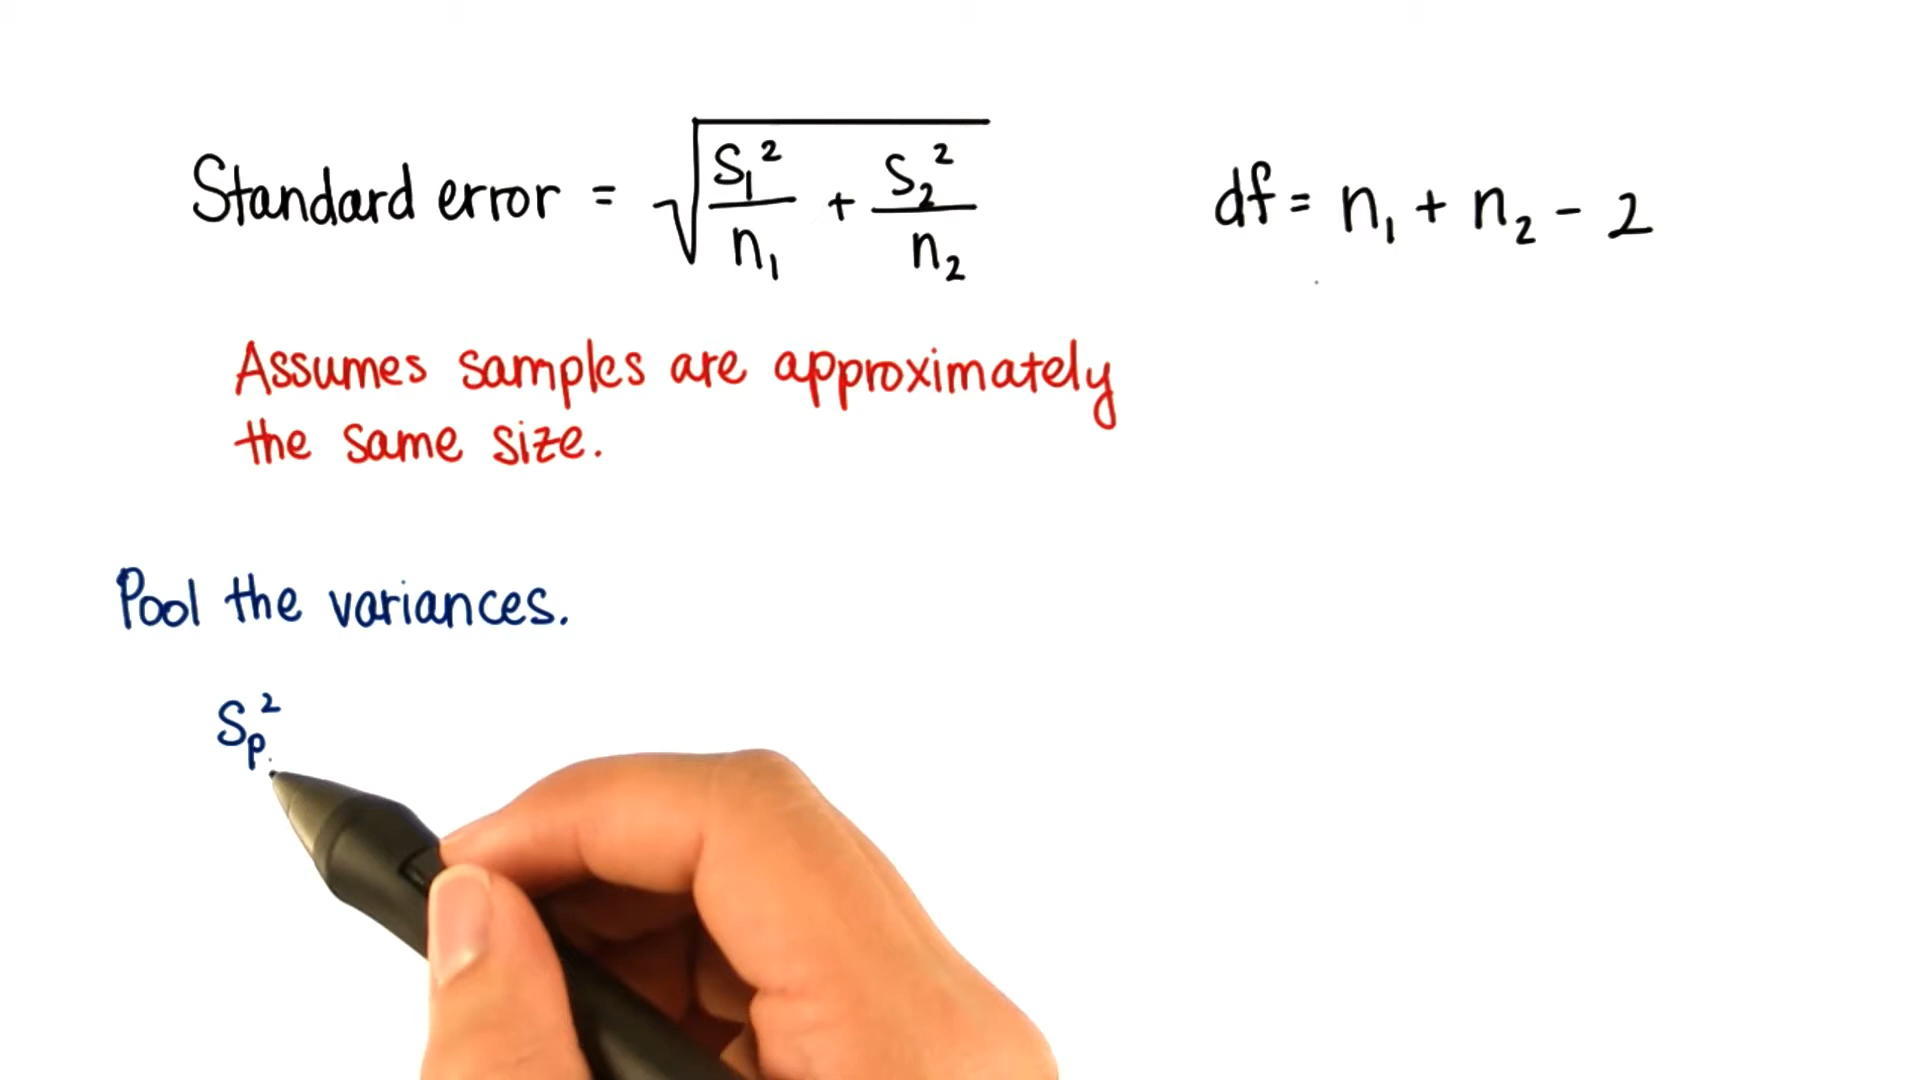 Standard error = √(S₁²/n₁ + S₂²/n₂)
df = n₁ + n₂ - 2
Assumes samples are approximately
the same size.
Pool the variances.
Sₚ²